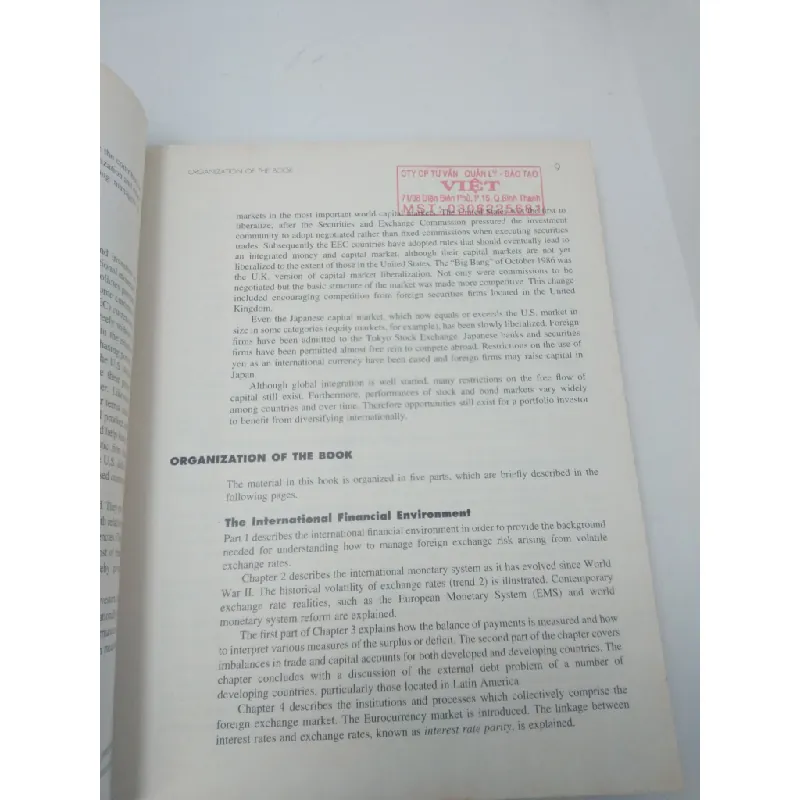 ORGANIZATION OF THE BOOK
9
CTY CP TƯ VẤN QUẢN LÝ - ĐÀO TẠO
VIỆT
Điện Biên Phủ, P.15, Q.Bình Thạnh
MST:
markets in the most important world capital markets. The United States was the first to
liberalize, after the Securities and Exchange Commission pressured the investment
community to adopt negotiated rather than fixed commissions when executing securities
trades. Subsequently the EEC countries have adopted rules that should eventually lead to
an integrated money and capital market, although their capital markets are not yet
liberalized to the extent of those in the United States. The “Big Bang” of October 1986 was
the U.K. version of capital market liberalization. Not only were commissions to be
negotiated but the basic structure of the market was made more competitive. This change
included encouraging competition from foreign securities firms located in the United
Kingdom.
Even the Japanese capital market, which now equals or exceeds the U.S. market in
size in some categories (equity markets, for example), has been slowly liberalized. Foreign
firms have been admitted to the Tokyo Stock Exchange. Japanese banks and securities
firms have been permitted almost free rein to compete abroad. Restrictions on the use of
yen as an international currency have been eased and foreign firms may raise capital in
Japan.
Although global integration is well started, many restrictions on the free flow of
capital still exist. Furthermore, performances of stock and bond markets vary widely
among countries and over time. Therefore opportunities still exist for a portfolio investor
to benefit from diversifying internationally.
ORGANIZATION OF THE BOOK
The material in this book is organized in five parts, which are briefly described in the
following pages.
The International Financial Environment
Part 1 describes the international financial environment in order to provide the background
needed for understanding how to manage foreign exchange risk arising from volatile
exchange rates.
Chapter 2 describes the international monetary system as it has evolved since World
War II. The historical volatility of exchange rates (trend 2) is illustrated. Contemporary
exchange rate realities, such as the European Monetary System (EMS) and world
monetary system reform are explained.
The first part of Chapter 3 explains how the balance of payments is measured and how
to interpret various measures of the surplus or deficit. The second part of the chapter covers
imbalances in trade and capital accounts for both developed and developing countries. The
chapter concludes with a discussion of the external debt problem of a number of
developing countries, particularly those located in Latin America.
Chapter 4 describes the institutions and processes which collectively comprise the
foreign exchange market. The Eurocurrency market is introduced. The linkage between
interest rates and exchange rates, known as interest rate parity, is explained.